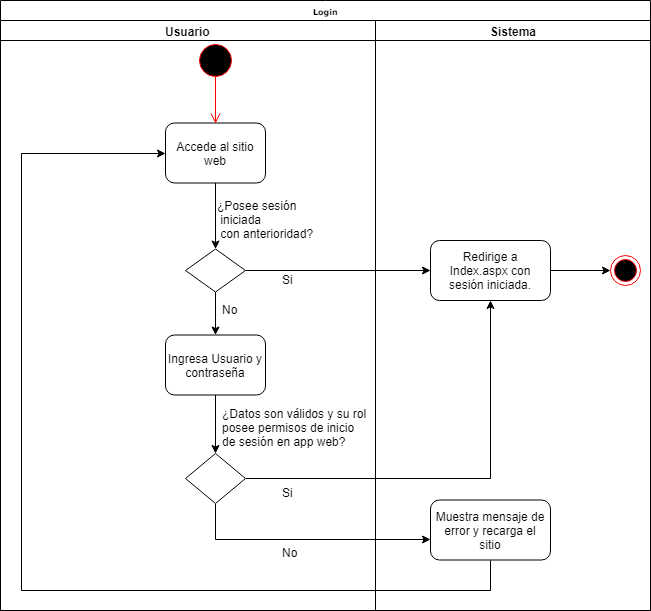 Login
Usuario
Sistema
Accede al sitio
web
¿Posee sesión
iniciada
con anterioridad?
Si
Redirige a
Index.aspx con
sesión iniciada.
No
Ingresa Usuario y
contraseña
¿Datos son válidos y su rol
posee permisos de inicio
de sesión en app web?
Si
Muestra mensaje de
error y recarga el
sitio
No